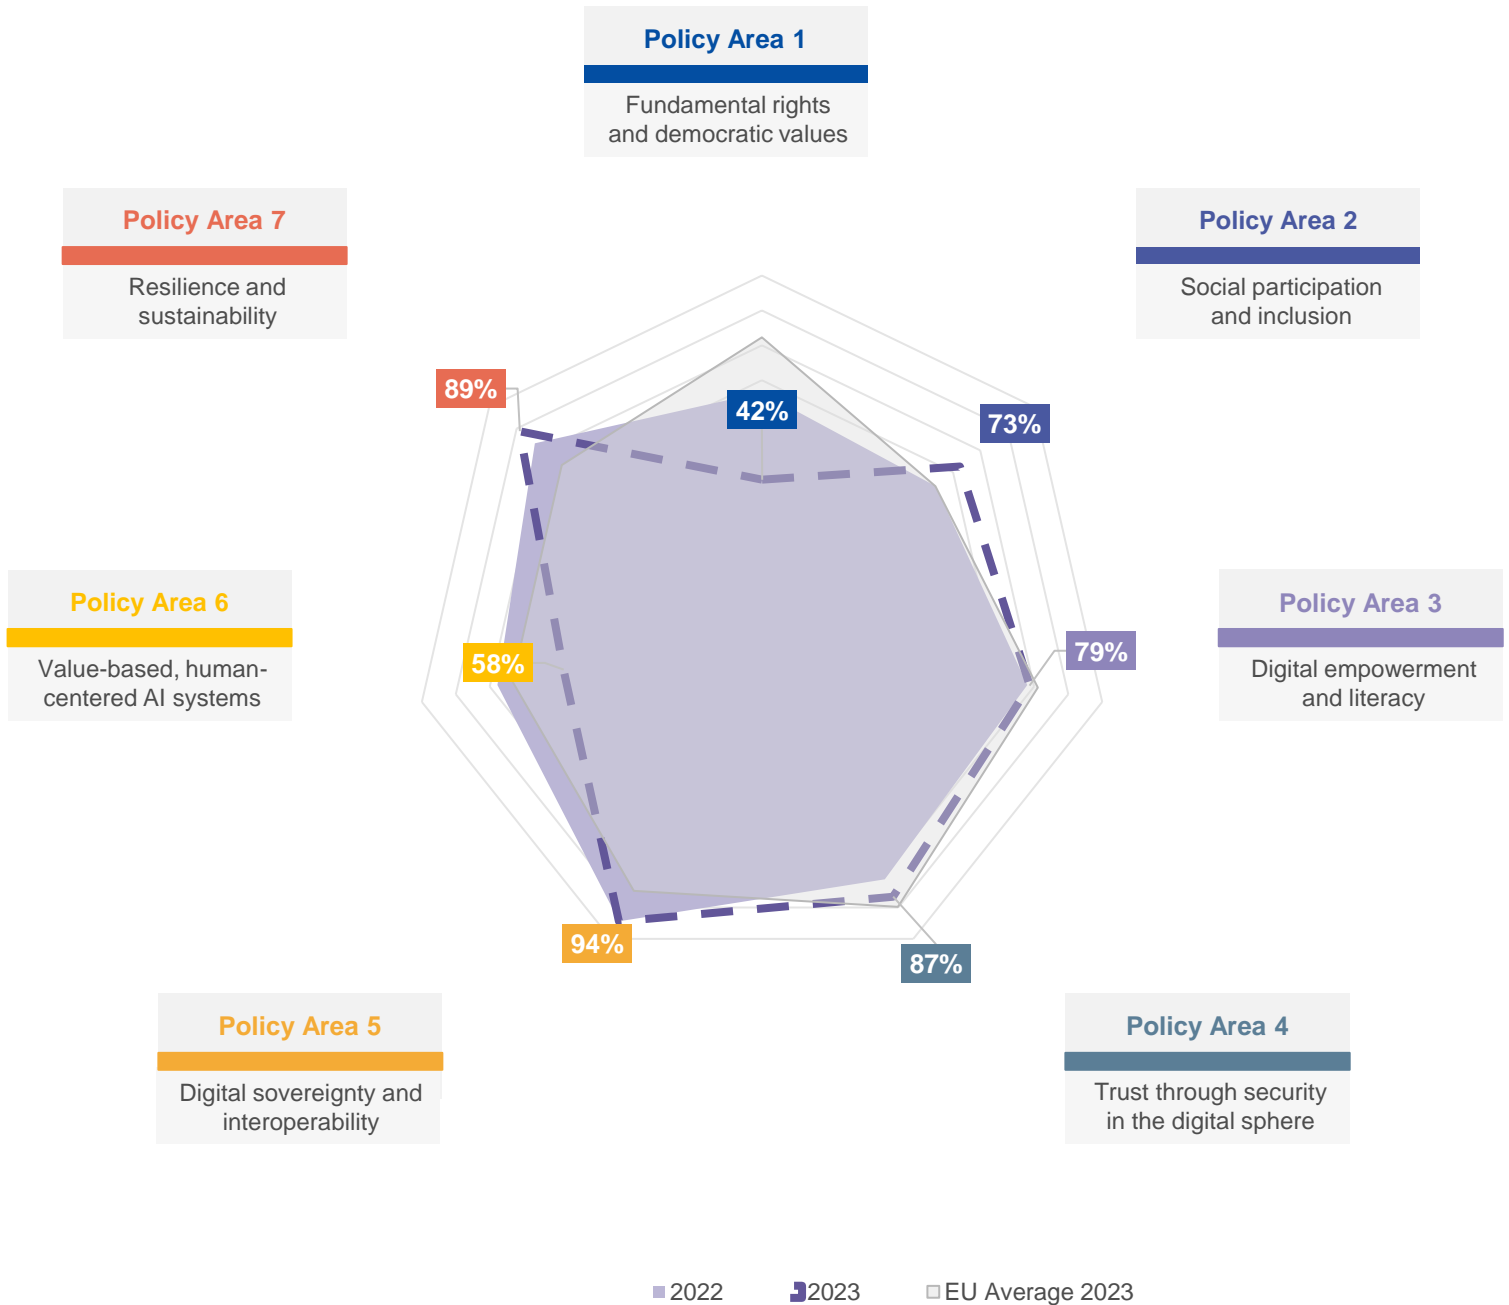 Policy Area 1
Fundamental rights
and democratic values
Policy Area 7
Resilience and
sustainability
Policy Area 2
Social participation
and inclusion
89%
42%
73%
Policy Area 6
Value-based, human-
centered AI systems
58%
79%
Policy Area 3
Digital empowerment
and literacy
94%
87%
Policy Area 5
Digital sovereignty and
interoperability
Policy Area 4
Trust through security
in the digital sphere
2022
2023
EU Average 2023